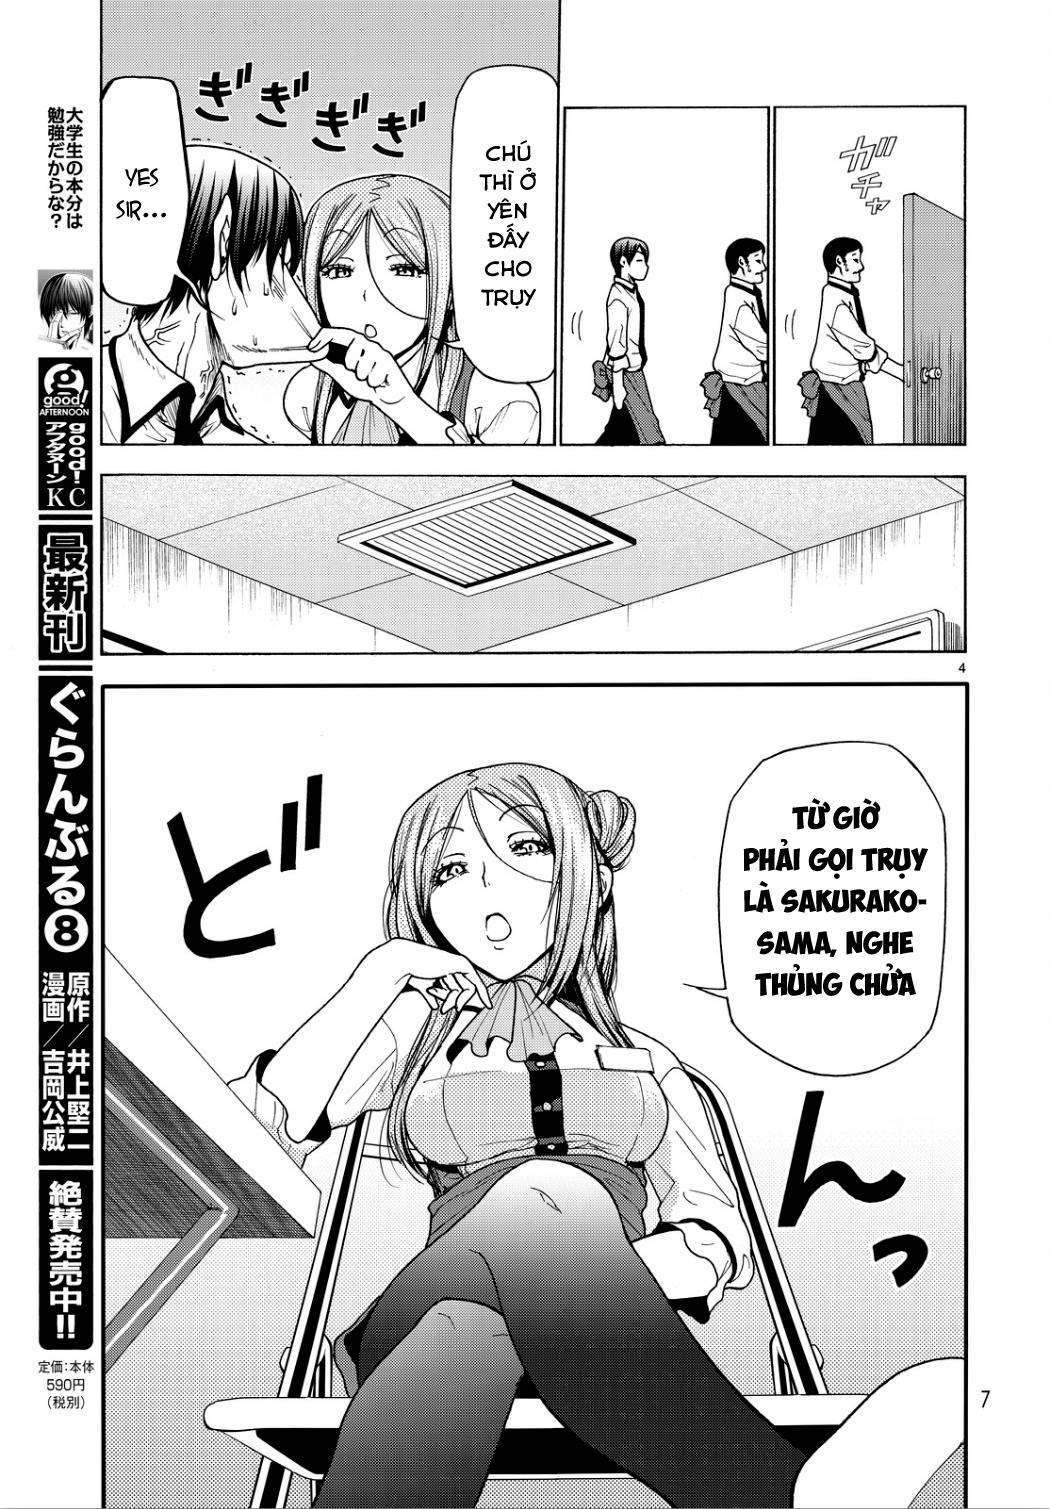 ガチャ
CHÚ
THÌ Ở
YÊN
ĐẤY
CHO
TRỤY
ぎぎぎぎ
YES
SIR...
4
TỪ GIỜ
PHẢI GỌI TRỤY
LÀ SAKURAKO-
SAMA, NGHE
THỦNG CHỬA
どんっ
7
大学生の本分は
勉強だからな？
good!
AFTERNOON
good!
アフタヌーン
KC
最新刊
ぐらんぶる8
原作／井上堅二
漫画／吉岡公威
絶賛発売中!!
定価:本体
590円
(税別)